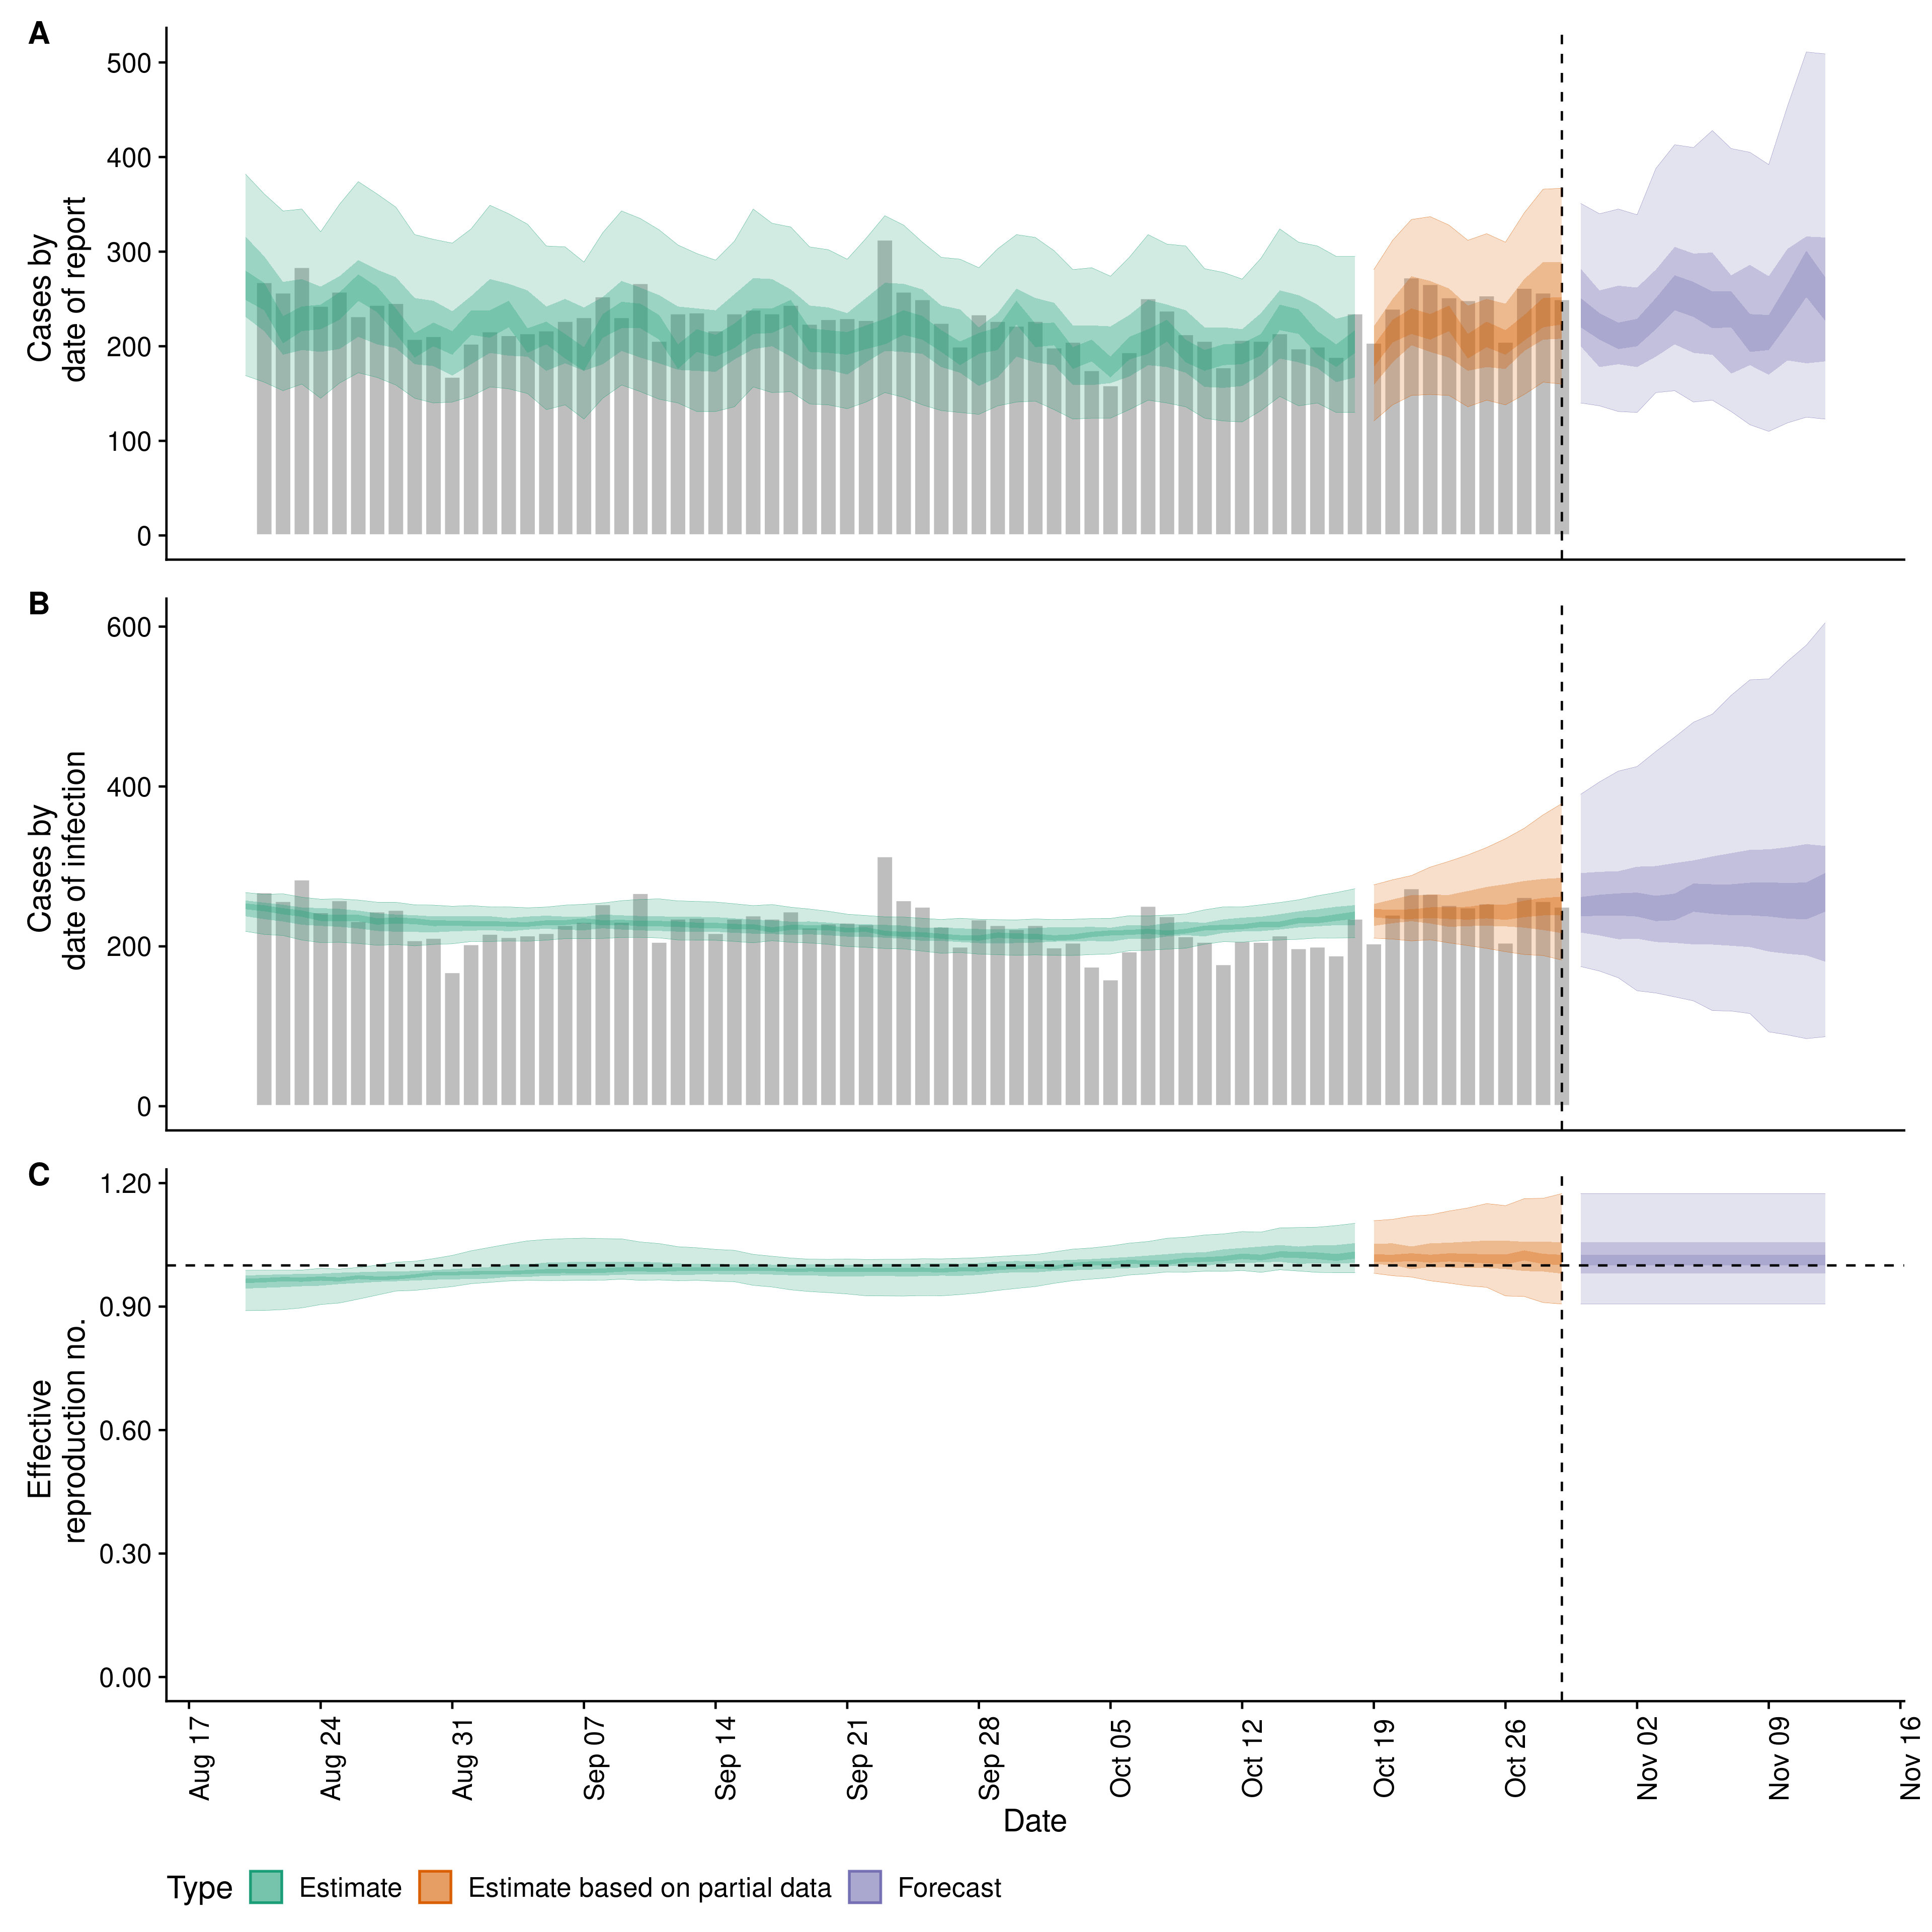 A
500
400
300
200
100
0
Cases by
date of report
B
600
400
200
0
Cases by
date of infection
C
1.20
0.90
0.60
0.30
0.00
Effective
reproduction no.
Aug 17
Aug 24
Aug 31
Sep 07
Sep 14
Sep 21
Sep 28
Oct 05
Oct 12
Oct 19
Oct 26
Nov 02
Nov 09
Nov 16
Date
Type Estimate Estimate based on partial data Forecast